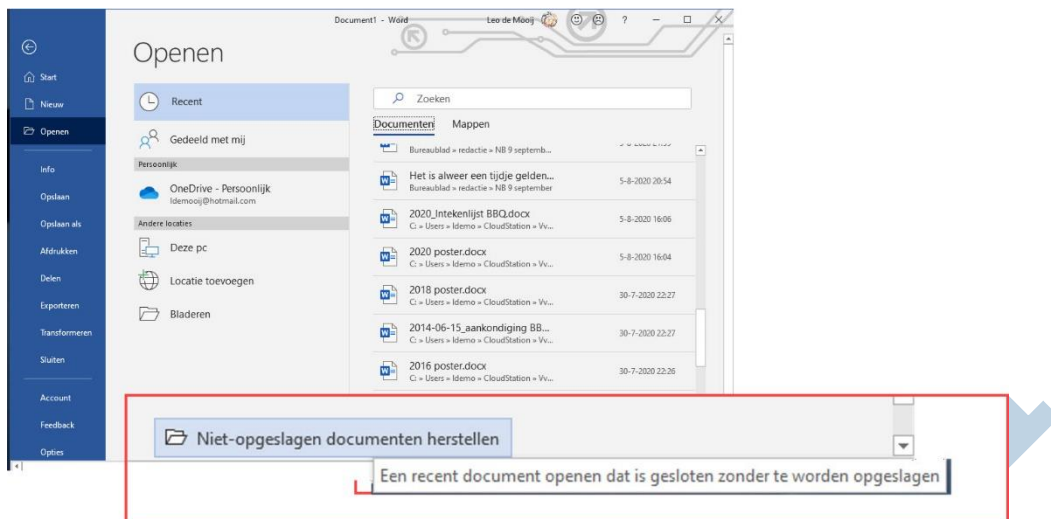 Document1 - Word
Leo de Mooij
?
Openen
Start
Nieuw
Openen
Info
Opslaan
Opslaan als
Afdrukken
Delen
Exporteren
Transformeren
Sluiten
Account
Feedback
Opties
Recent
Gedeeld met mij
Persoonlijk
OneDrive - Persoonlijk
ldemooij@hotmail.com
Andere locaties
Deze pc
Locatie toevoegen
Bladeren
Zoeken
Documenten Mappen
Bureaublad » redactie » NB 9 septemb...
Het is alweer een tijdje gelden...
Bureaublad » redactie » NB 9 september
5-8-2020 20:54
2020_Intekenlijst BBQ.docx
C: » Users » ldemo » CloudStation » Vv...
5-8-2020 16:06
2020 poster.docx
C: » Users » ldemo » CloudStation » Vv...
5-8-2020 16:04
2018 poster.docx
C: » Users » ldemo » CloudStation » Vv...
30-7-2020 22:27
2014-06-15_aankondiging BB...
C: » Users » ldemo » CloudStation » Vv...
30-7-2020 22:27
2016 poster.docx
C: » Users » ldemo » CloudStation » Vv...
30-7-2020 22:26
Niet-opgeslagen documenten herstellen
Een recent document openen dat is gesloten zonder te worden opgeslagen